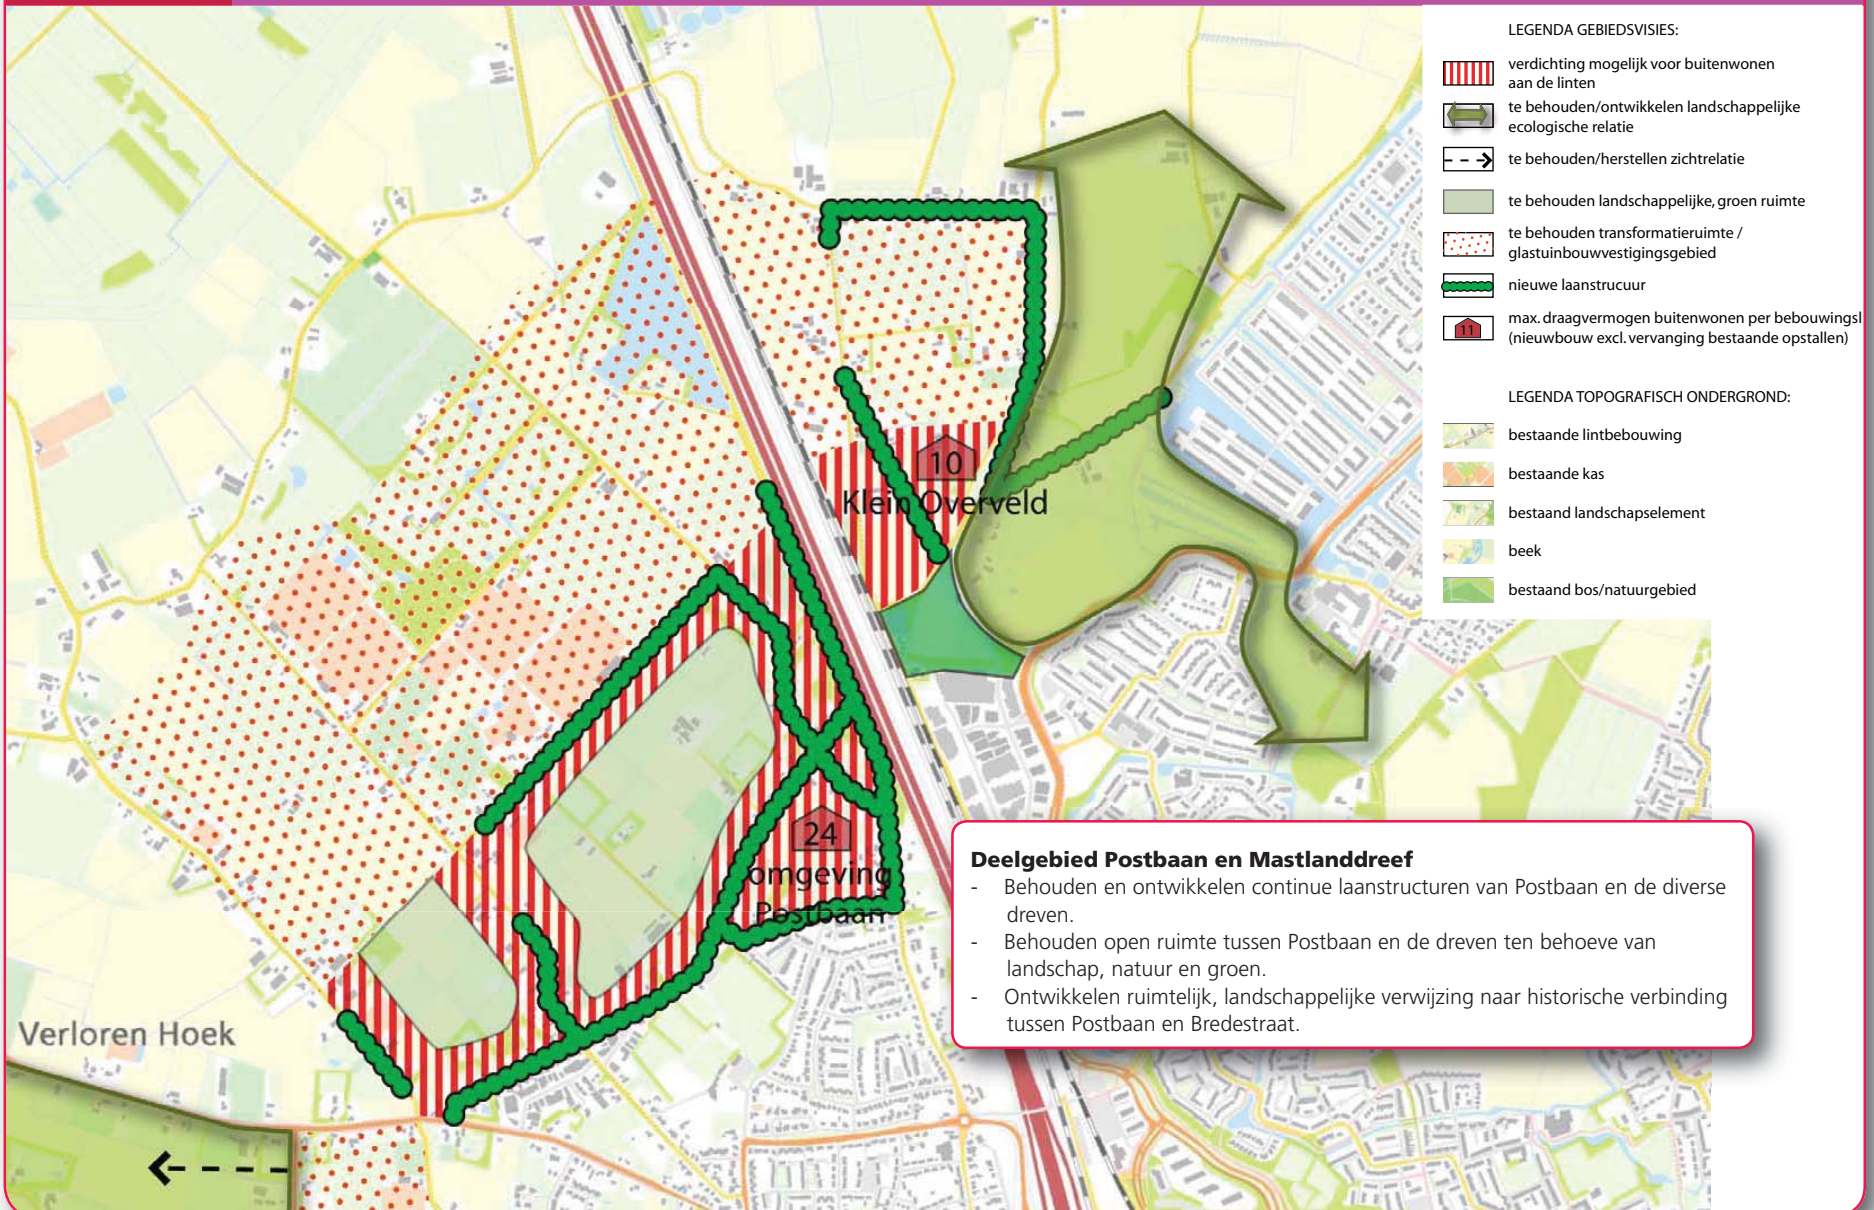 LEGENDA GEBIEDSVISIES:
verdichting mogelijk voor buitenwonen
aan de linten
te behouden/ontwikkelen landschappelijke
ecologische relatie
te behouden/herstellen zichtrelatie
te behouden landschappelijke, groen ruimte
te behouden transformatieruimte /
glastuinbouwvestigingsgebied
nieuwe laanstrucuur
11
max. draagvermogen buitenwonen per bebouwingsl
(nieuwbouw excl. vervanging bestaande opstallen)
LEGENDA TOPOGRAFISCH ONDERGROND:
bestaande lintbebouwing
bestaande kas
bestaand landschapselement
beek
bestaand bos/natuurgebied
10
Klein Overveld
24
omgeving
Postbaan
Verloren Hoek
Deelgebied Postbaan en Mastlanddreef
- Behouden en ontwikkelen continue laanstructuren van Postbaan en de diverse
dreven.
- Behouden open ruimte tussen Postbaan en de dreven ten behoeve van
landschap, natuur en groen.
- Ontwikkelen ruimtelijk, landschappelijke verwijzing naar historische verbinding
tussen Postbaan en Bredestraat.